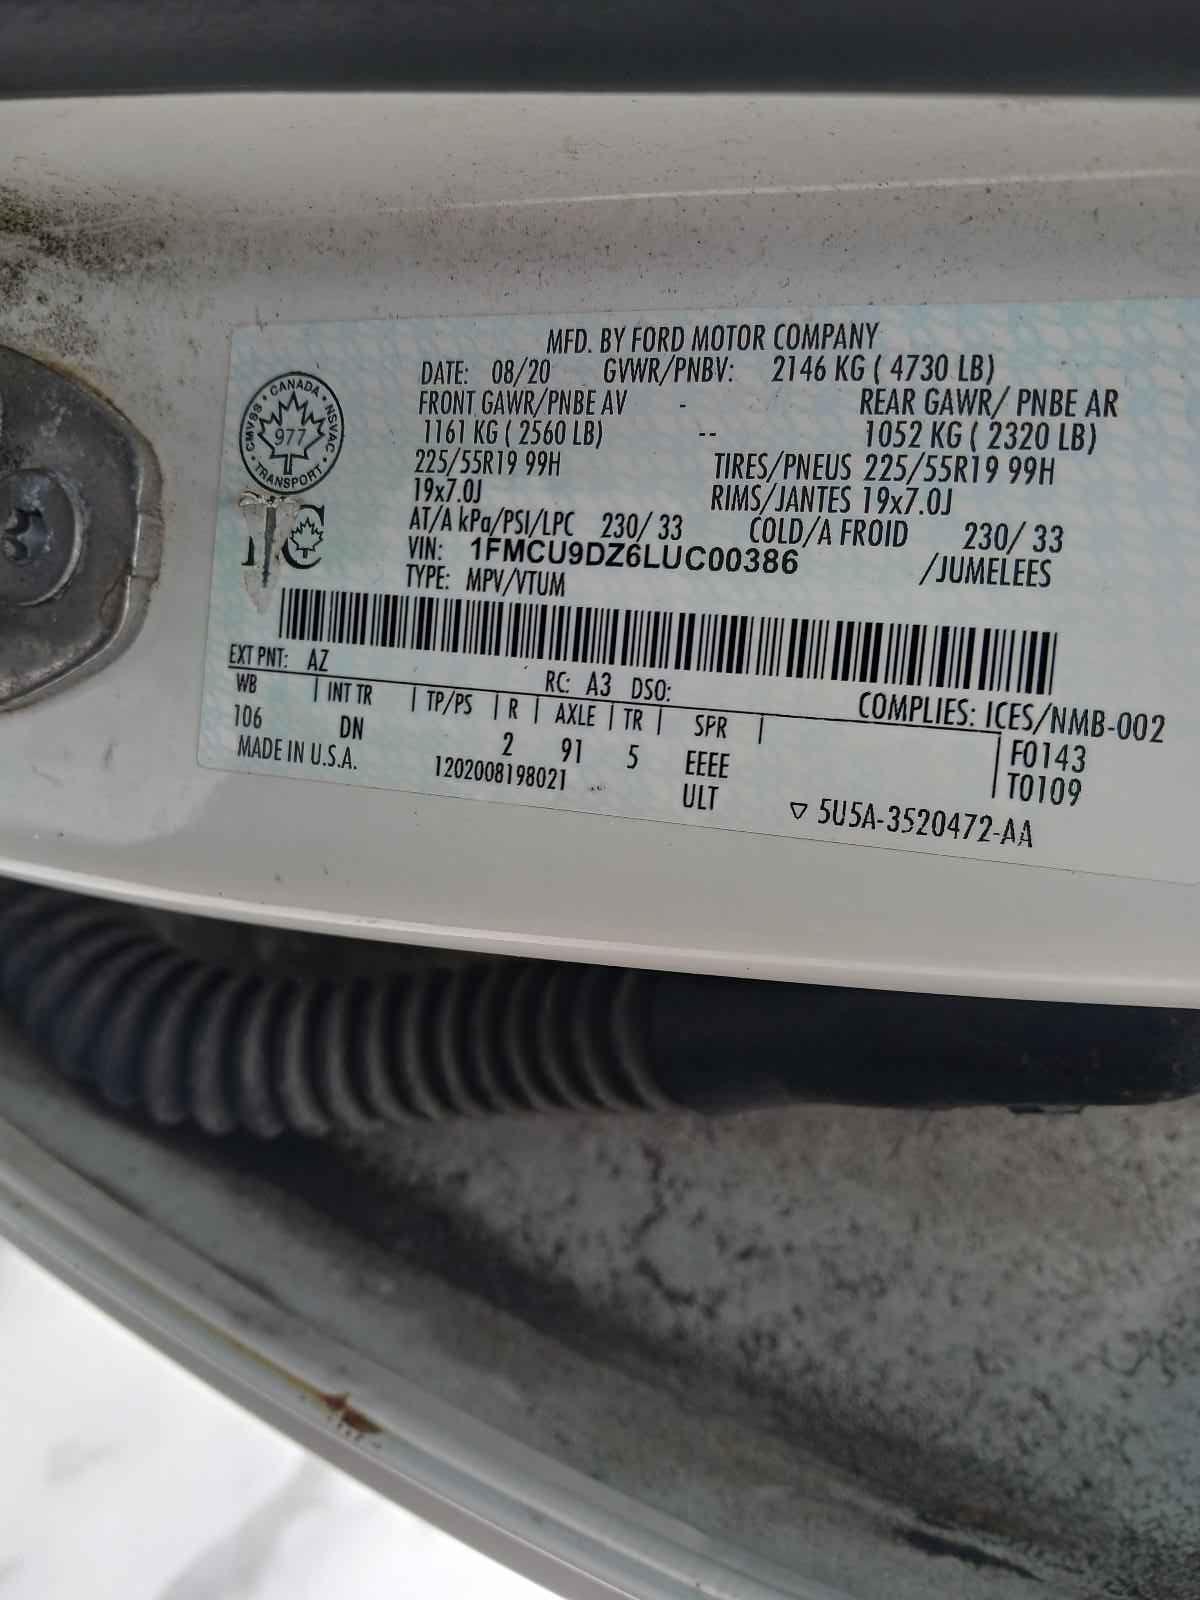 MFD. BY FORD MOTOR COMPANY
DATE: 08/20 GVWR/PNBV: 2146 KG ( 4730 LB)
FRONT GAWR/PNBE AV - REAR GAWR/ PNBE AR
1161 KG ( 2560 LB) -- 1052 KG ( 2320 LB)
225/55R19 99H TIRES/PNEUS 225/55R19 99H
19x7.0J RIMS/JANTES 19x7.0J
AT/A kPa/PSI/LPC 230/ 33 COLD/A FROID 230/ 33
VIN: 1FMCU9DZ6LUC00386 /JUMELEES
TYPE: MPV/VTUM
CANADA
CMVSS NSVAC
977
TRANSPORT
EXT PNT: AZ RC: A3 DSO: COMPLIES: ICES/NMB-002
WB | INT TR | TP/PS | R | AXLE | TR | SPR | F0143
106 DN 2 91 5 EEEE T0109
MADE IN U.S.A. 1202008198021 ULT ▽ 5U5A-3520472-AA